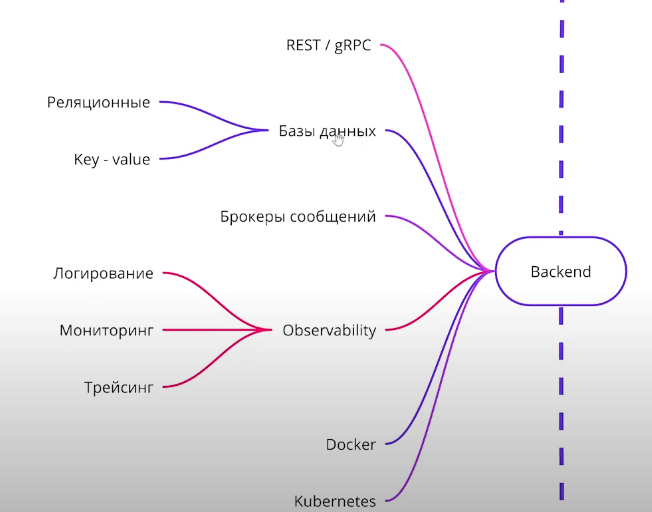 REST / gRPC
Реляционные
Базы данных
Key - value
Брокеры сообщений
Логирование
Backend
Мониторинг
Observability
Трейсинг
Docker
Kubernetes